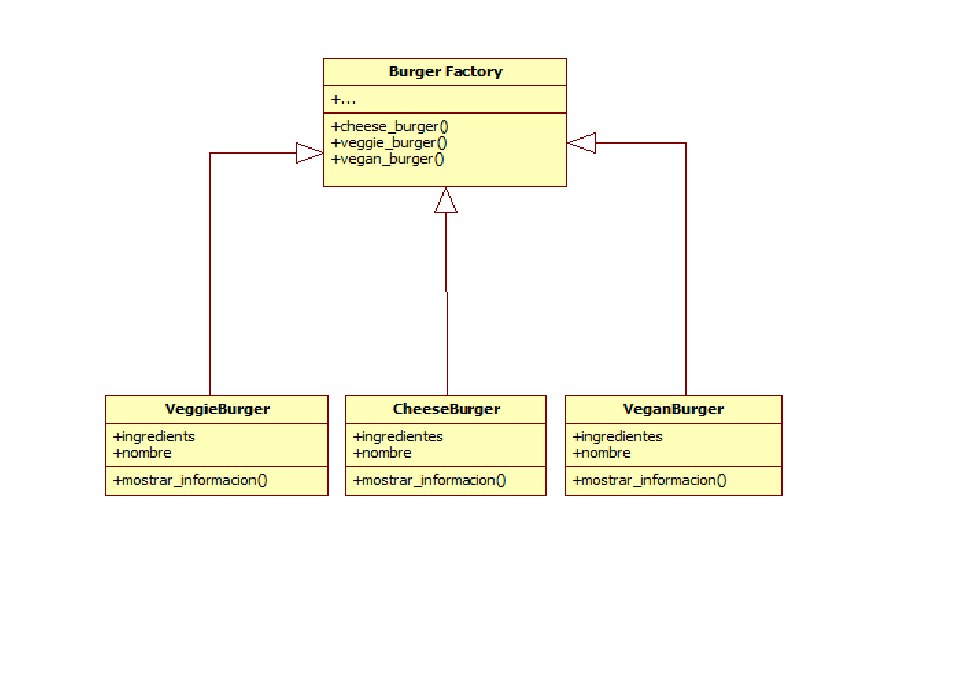 Burger Factory
+...
+cheese_burger()
+veggie_burger()
+vegan_burger()
VeggieBurger
+ingredients
+nombre
+mostrar_informacion()
CheeseBurger
+ingredientes
+nombre
+mostrar_informacion()
VeganBurger
+ingredientes
+nombre
+mostrar_informacion()